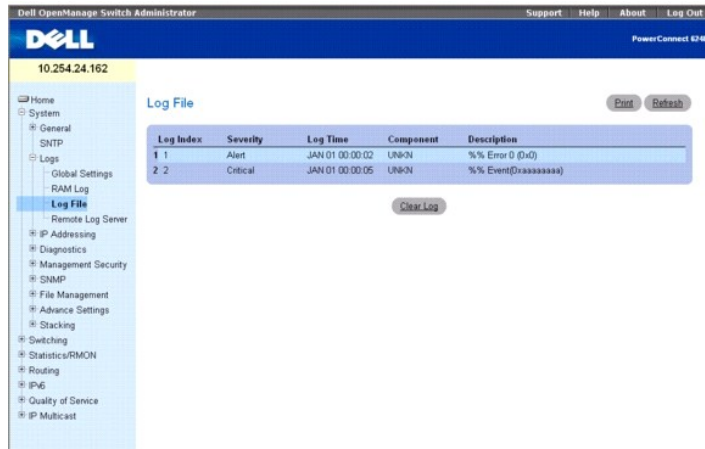 Dell OpenManage Switch Administrator
Support Help About Log Out
DELL
PowerConnect 6248
10.254.24.162
Home
System
General
SNTP
Logs
Global Settings
RAM Log
Log File
Remote Log Server
IP Addressing
Diagnostics
Management Security
SNMP
File Management
Advance Settings
Stacking
Switching
Statistics/RMON
Routing
IPv6
Quality of Service
IP Multicast
Log File
Print Refresh
Log Index Severity Log Time Component Description
1 1 Alert JAN 01 00:00:02 UNKN %% Error 0 (0x0)
2 2 Critical JAN 01 00:00:05 UNKN %% Event(0xaaaaaaaa)
Clear Log